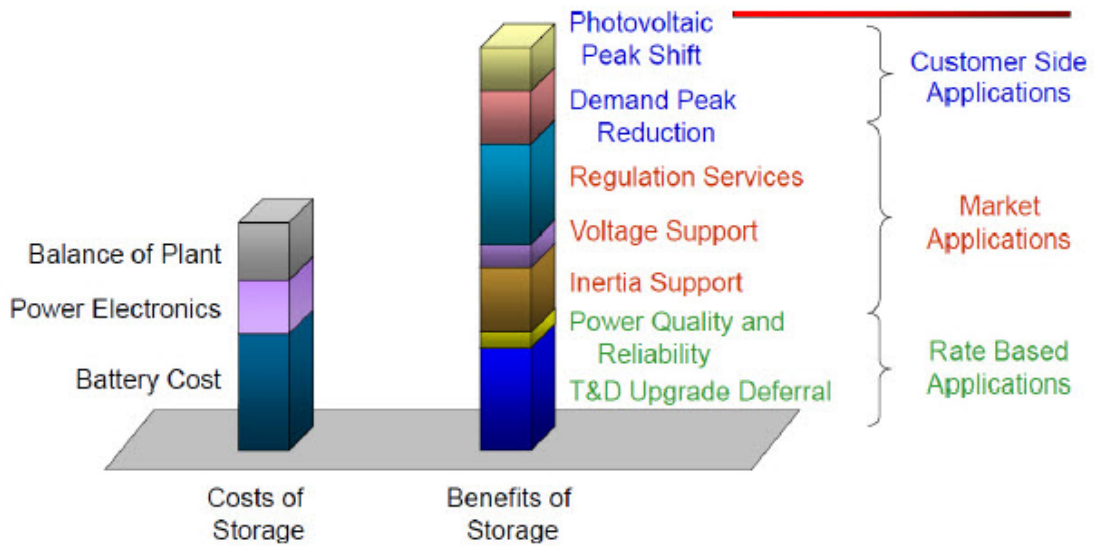 Photovoltaic
Peak Shift
Customer Side
Applications
Demand Peak
Reduction
Regulation Services
Market
Applications
Voltage Support
Balance of Plant
Inertia Support
Power Electronics
Power Quality and
Reliability
Rate Based
Applications
Battery Cost
T&D Upgrade Deferral
Costs of
Storage
Benefits of
Storage